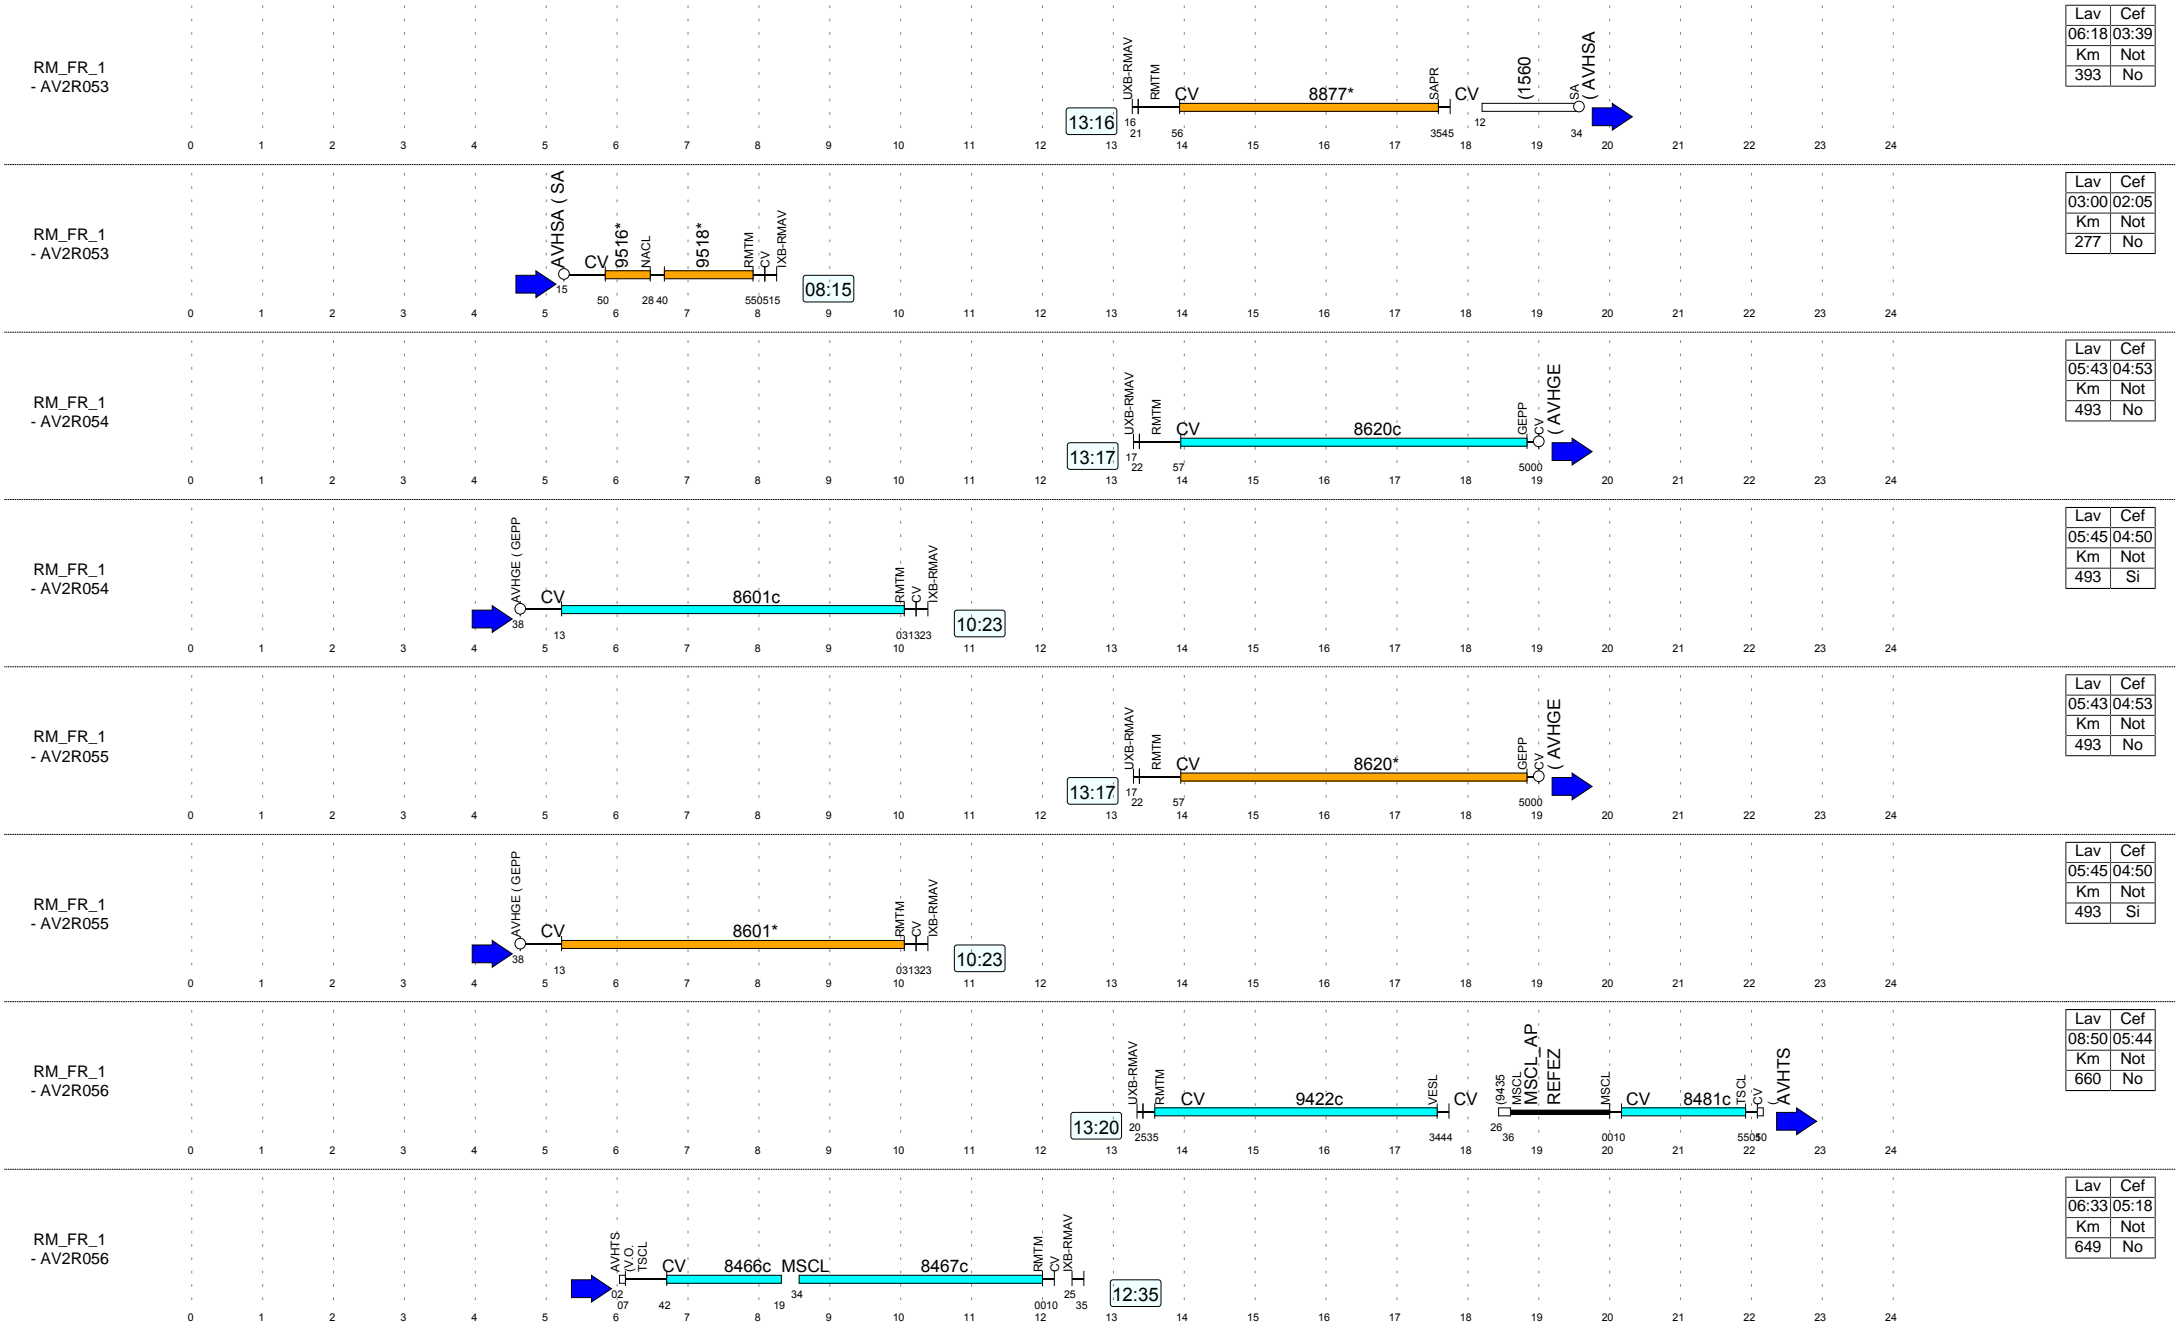 RM_FR_1
- AV2R053
13:16
UXB-RMAV
RMTM
CV
8877*
SAPR
CV
(1560
SA
( AVHSA
16
21
56
3545
12
34
0 1 2 3 4 5 6 7 8 9 10 11 12 13 14 15 16 17 18 19 20 21 22 23 24
Lav Cef
06:18 03:39
Km Not
393 No
RM_FR_1
- AV2R053
AVHSA ( SA
CV
9516*
NACL
9518*
RMTM
CV
IXB-RMAV
08:15
15
50
28 40
550515
0 1 2 3 4 5 6 7 8 9 10 11 12 13 14 15 16 17 18 19 20 21 22 23 24
Lav Cef
03:00 02:05
Km Not
277 No
RM_FR_1
- AV2R054
13:17
UXB-RMAV
RMTM
CV
8620c
GEPP
CV
( AVHGE
17
22
57
5000
0 1 2 3 4 5 6 7 8 9 10 11 12 13 14 15 16 17 18 19 20 21 22 23 24
Lav Cef
05:43 04:53
Km Not
493 No
RM_FR_1
- AV2R054
AVHGE ( GEPP
CV
8601c
RMTM
CV
IXB-RMAV
10:23
38
13
031323
0 1 2 3 4 5 6 7 8 9 10 11 12 13 14 15 16 17 18 19 20 21 22 23 24
Lav Cef
05:45 04:50
Km Not
493 Si
RM_FR_1
- AV2R055
13:17
UXB-RMAV
RMTM
CV
8620*
GEPP
CV
( AVHGE
17
22
57
5000
0 1 2 3 4 5 6 7 8 9 10 11 12 13 14 15 16 17 18 19 20 21 22 23 24
Lav Cef
05:43 04:53
Km Not
493 No
RM_FR_1
- AV2R055
AVHGE ( GEPP
CV
8601*
RMTM
CV
IXB-RMAV
10:23
38
13
031323
0 1 2 3 4 5 6 7 8 9 10 11 12 13 14 15 16 17 18 19 20 21 22 23 24
Lav Cef
05:45 04:50
Km Not
493 Si
RM_FR_1
- AV2R056
13:20
UXB-RMAV
RMTM
CV
9422c
VESL
CV
(9435
MSCL
MSCL_AP
REFEZ
MSCL
CV
8481c
TSCL
CV
( AVHTS
20
2535
3444
26
36
0010
0 1 2 3 4 5 6 7 8 9 10 11 12 13 14 15 16 17 18 19 20 21 22 23 24
Lav Cef
08:50 05:44
Km Not
660 No
RM_FR_1
- AV2R056
AVHTS
(V.O.
TSCL
CV
8466c
MSCL
8467c
RMTM
CV
IXB-RMAV
12:35
02
07
42
19
34
0010
25
35
0 1 2 3 4 5 6 7 8 9 10 11 12 13 14 15 16 17 18 19 20 21 22 23 24
Lav Cef
06:33 05:18
Km Not
649 No